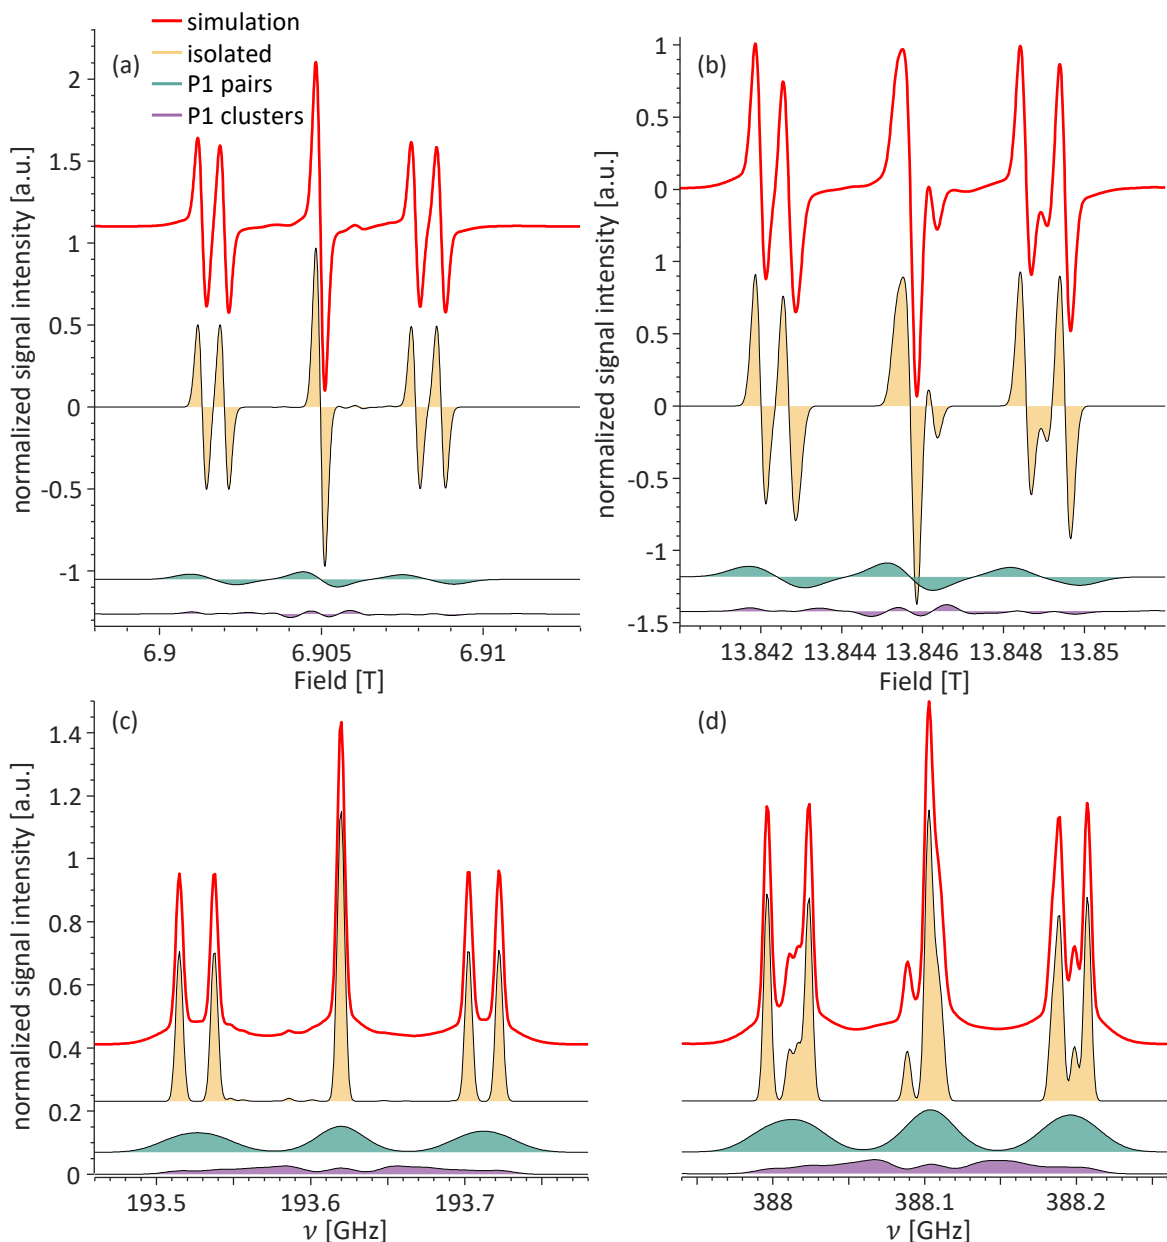 simulation
isolated
P1 pairs
P1 clusters
(a)
2
1.5
1
0.5
0
-0.5
-1
normalized signal intensity [a.u.]
6.9
6.905
6.91
Field [T]
(b)
1
0.5
0
1
0.5
0
-0.5
-1
-1.5
normalized signal intensity [a.u.]
13.842
13.844
13.846
13.848
13.85
Field [T]
(c)
1.4
1.2
1
0.8
0.6
0.4
0.2
0
normalized signal intensity [a.u.]
193.5
193.6
193.7
ν [GHz]
(d)
388
388.1
388.2
ν [GHz]